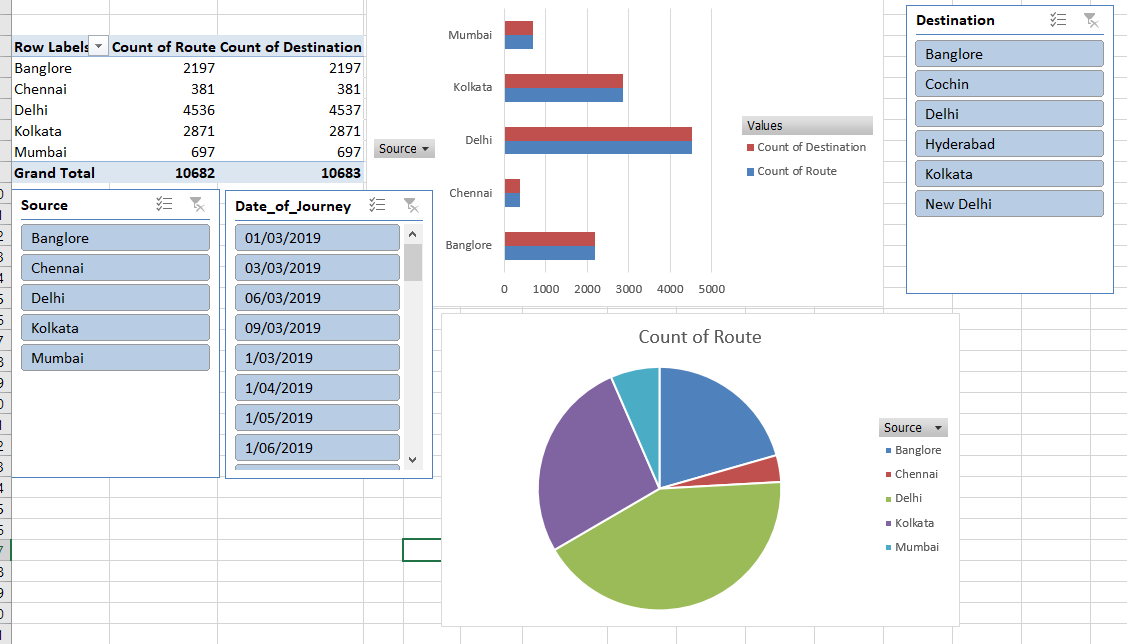 Row Labels Count of Route Count of Destination
Banglore 2197 2197
Chennai 381 381
Delhi 4536 4537
Kolkata 2871 2871
Mumbai 697 697
Grand Total 10682 10683
Source
Mumbai
Kolkata
Delhi
Chennai
Banglore
0 1000 2000 3000 4000 5000
Values
Count of Destination
Count of Route
Destination
Banglore
Cochin
Delhi
Hyderabad
Kolkata
New Delhi
Source
Banglore
Chennai
Delhi
Kolkata
Mumbai
Date_of_Journey
01/03/2019
03/03/2019
06/03/2019
09/03/2019
1/03/2019
1/04/2019
1/05/2019
1/06/2019
Count of Route
Source
Banglore
Chennai
Delhi
Kolkata
Mumbai